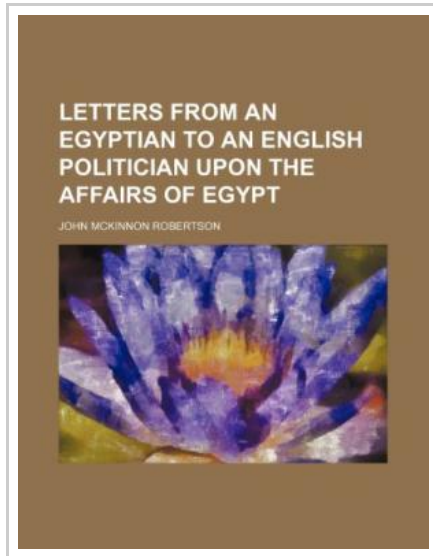 LETTERS FROM AN
EGYPTIAN TO AN ENGLISH
POLITICIAN UPON THE
AFFAIRS OF EGYPT
JOHN MCKINNON ROBERTSON